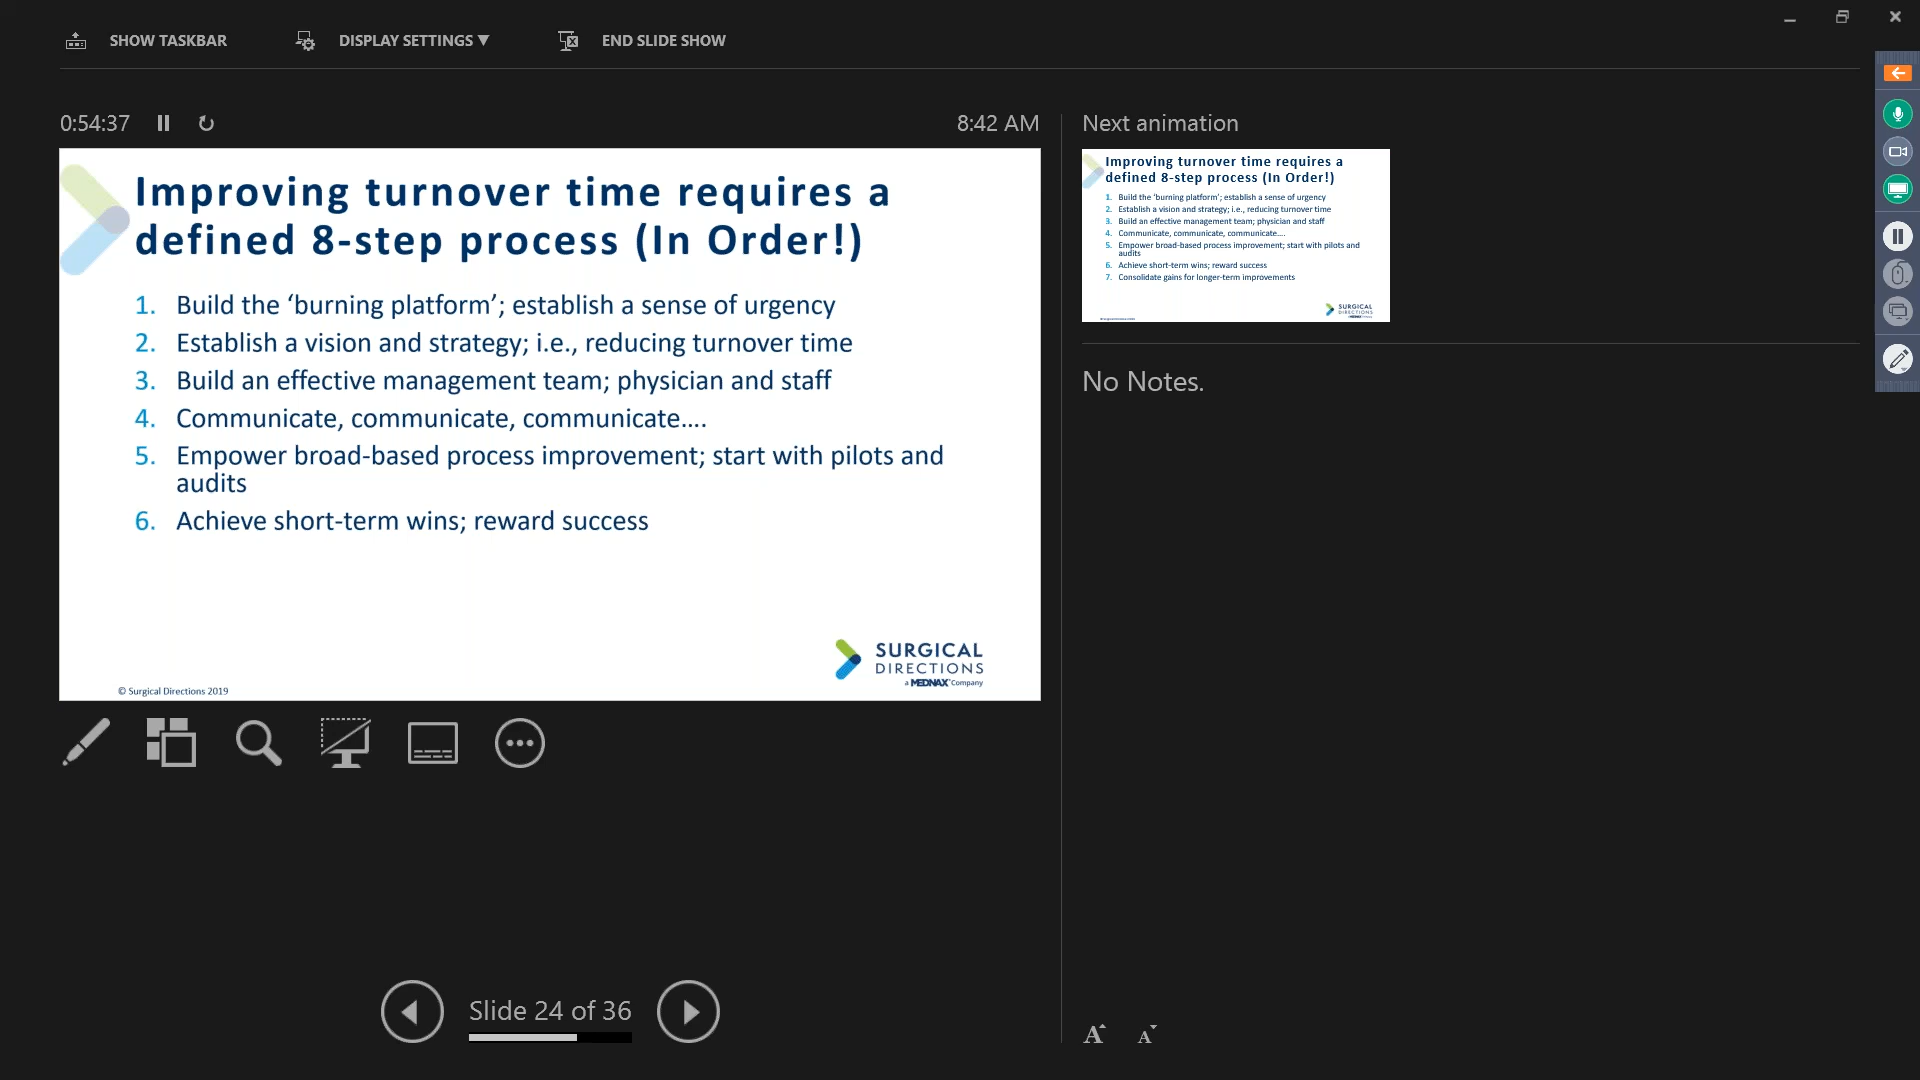 SHOW TASKBAR
DISPLAY SETTINGS ▼
END SLIDE SHOW
0:54:37
8:42 AM
Improving turnover time requires a
defined 8-step process (In Order!)
1. Build the ‘burning platform’; establish a sense of urgency
2. Establish a vision and strategy; i.e., reducing turnover time
3. Build an effective management team; physician and staff
4. Communicate, communicate, communicate….
5. Empower broad-based process improvement; start with pilots and
audits
6. Achieve short-term wins; reward success
SURGICAL
DIRECTIONS
a MEDNAX Company
© Surgical Directions 2019
Slide 24 of 36
Next animation
Improving turnover time requires a
defined 8-step process (In Order!)
1. Build the ‘burning platform’; establish a sense of urgency
2. Establish a vision and strategy; i.e., reducing turnover time
3. Build an effective management team; physician and staff
4. Communicate, communicate, communicate….
5. Empower broad-based process improvement; start with pilots and
audits
6. Achieve short-term wins; reward success
7. Consolidate gains for longer-term improvements
SURGICAL
DIRECTIONS
No Notes.
A A